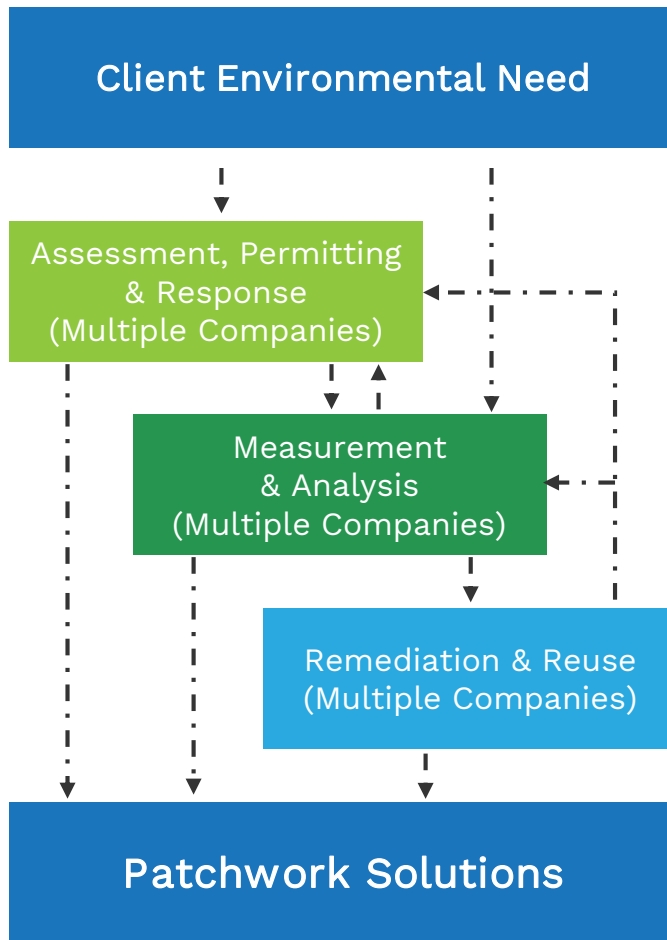 Client Environmental Need
Assessment, Permitting
& Response
(Multiple Companies)
Measurement
& Analysis
(Multiple Companies)
Remediation & Reuse
(Multiple Companies)
Patchwork Solutions